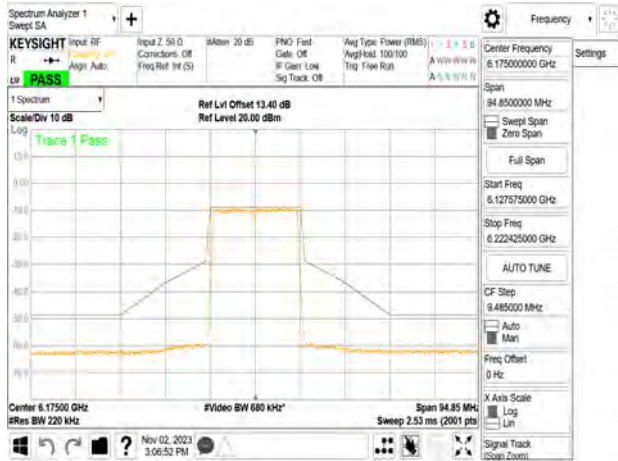 Spectrum Analyzer 1
Swept SA
+
Frequency
KEYSIGHT
Input: RF
Align: Auto
Input Z: 50 Ω
Corrections: Off
Freq Ref: Int (S)
#Atten: 20 dB
PNO: Fast
Gate: Off
IF Gain: Low
Sig Track: Off
Avg Type: Power (RMS)
Avg|Hold: 100/100
Trig: Free Run
R
LXI
PASS
Settings
1 Spectrum
Scale/Div 10 dB
Ref Lvl Offset 13.40 dB
Ref Level 20.00 dBm
Log
Trace 1 Pass
Center 6.17500 GHz
#Res BW 220 kHz
#Video BW 680 kHz*
Span 94.85 MHz
Sweep 2.53 ms (2001 pts
Center Frequency
6.175000000 GHz
Span
94.8500000 MHz
Swept Span
Zero Span
Full Span
Start Freq
6.127575000 GHz
Stop Freq
6.222425000 GHz
AUTO TUNE
CF Step
9.485000 MHz
Auto
Man
Freq Offset
0 Hz
X Axis Scale
Log
Lin
Signal Track
(Span Zoom)
?
Nov 02, 2023
3:06:52 PM